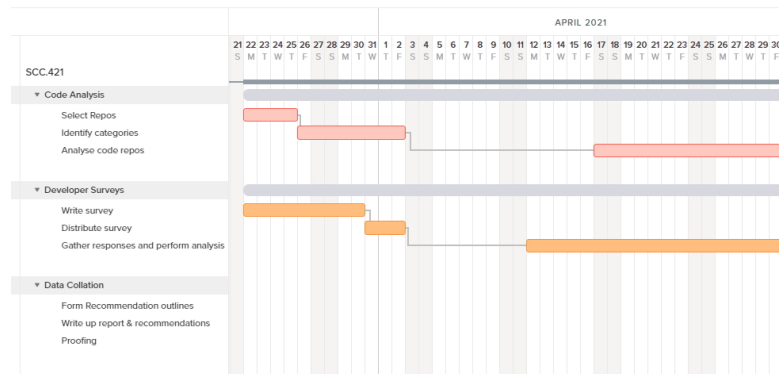 APRIL 2021
21 22 23 24 25 26 27 28 29 30 31 1 2 3 4 5 6 7 8 9 10 11 12 13 14 15 16 17 18 19 20 21 22 23 24 25 26 27 28 29 30
S M T W T F S S M T W T F S S M T W T F S S M T W T F S S M T W T F S S M T W T F
SCC.421
Code Analysis
Select Repos
Identify categories
Analyse code repos
Developer Surveys
Write survey
Distribute survey
Gather responses and perform analysis
Data Collation
Form Recommendation outlines
Write up report & recommendations
Proofing